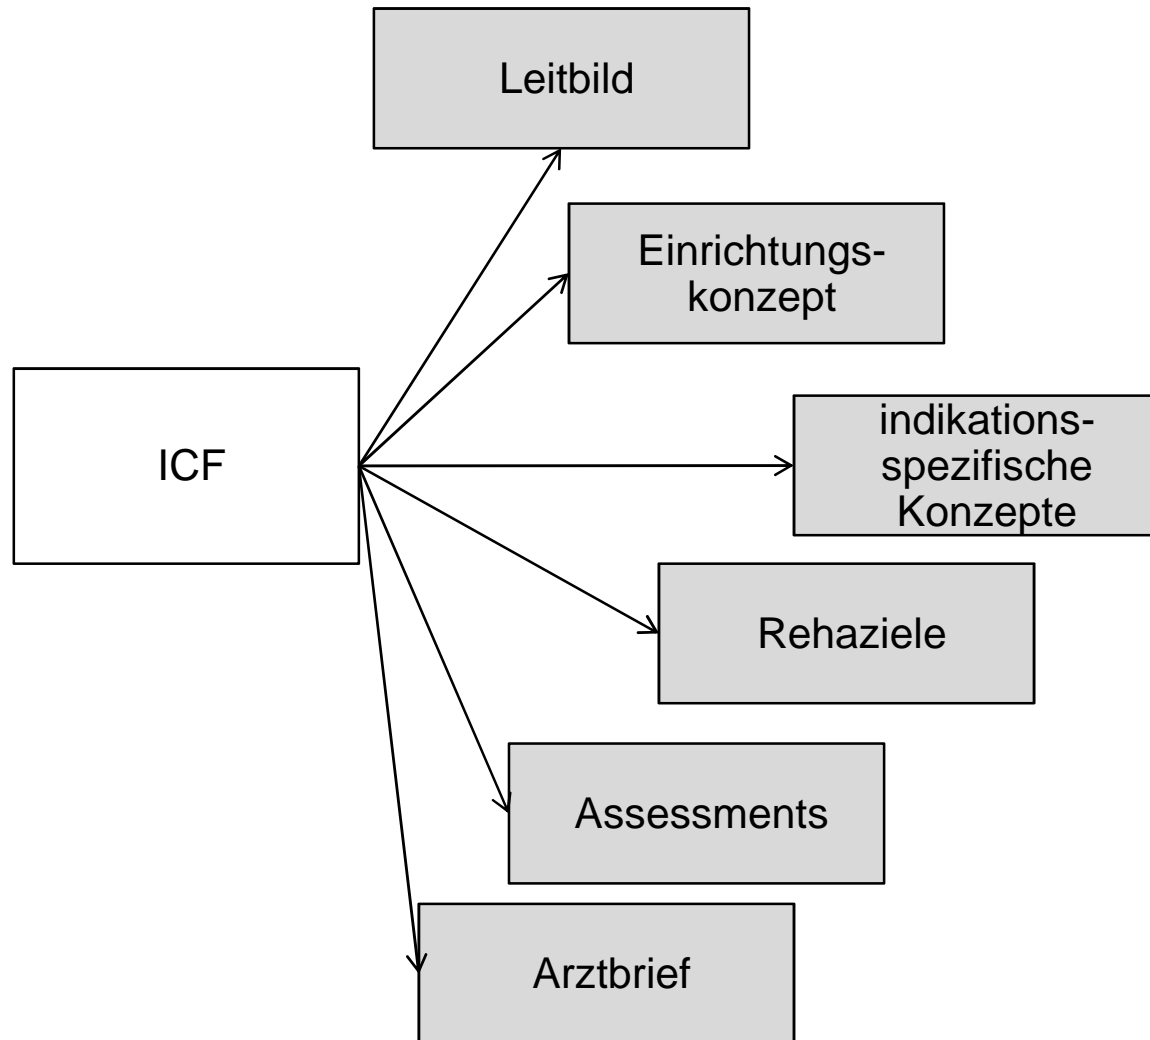 Leitbild
Einrichtungs-
konzept
ICF
indikations-
spezifische
Konzepte
Rehaziele
Assessments
Arztbrief